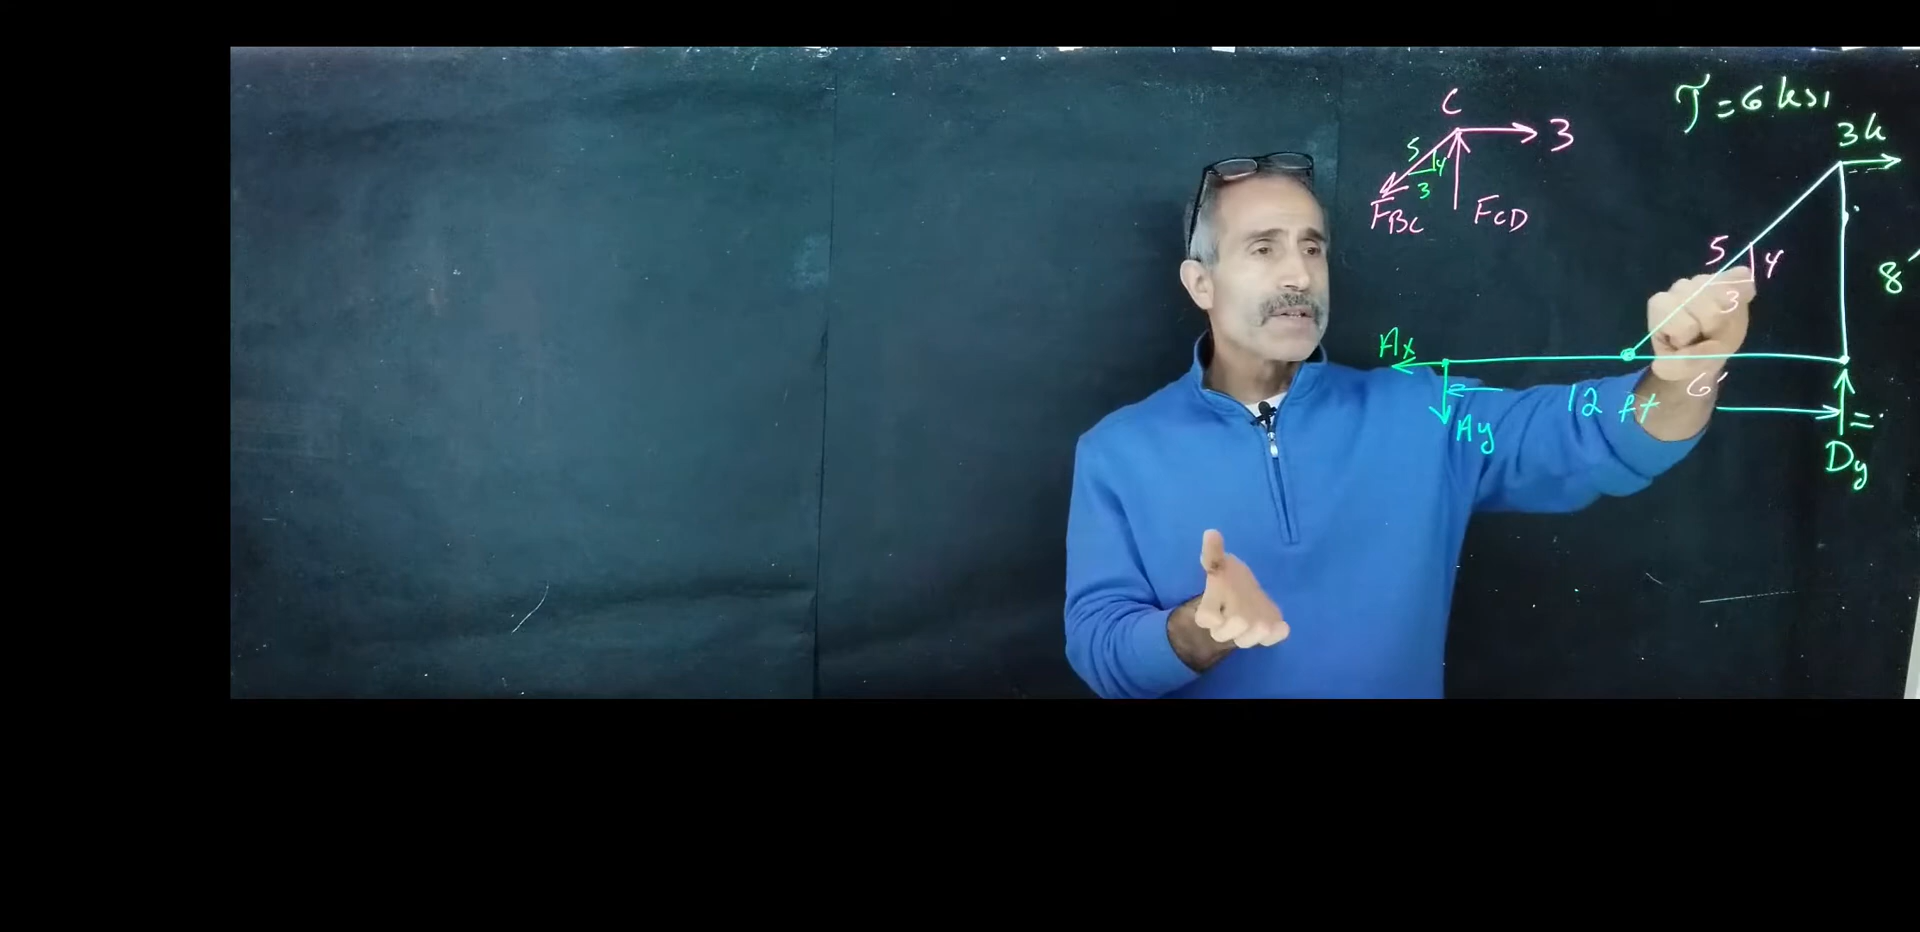 C
3
5
4
3
FBC
FCD
τ = 6 ksi
3k
5
4
3
8'
Ax
Ay
12 ft
6'
=
Dy